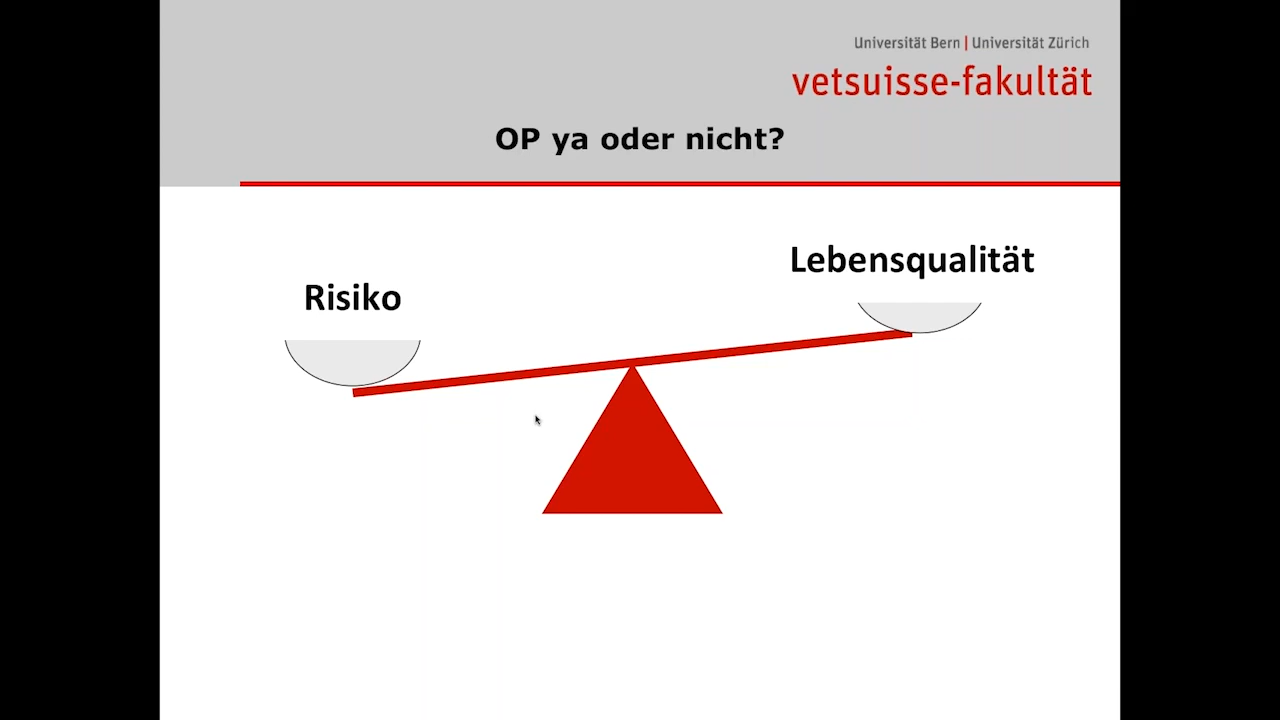 Universität Bern | Universität Zürich
vetsuisse-fakultät
OP ya oder nicht?
Lebensqualität
Risiko